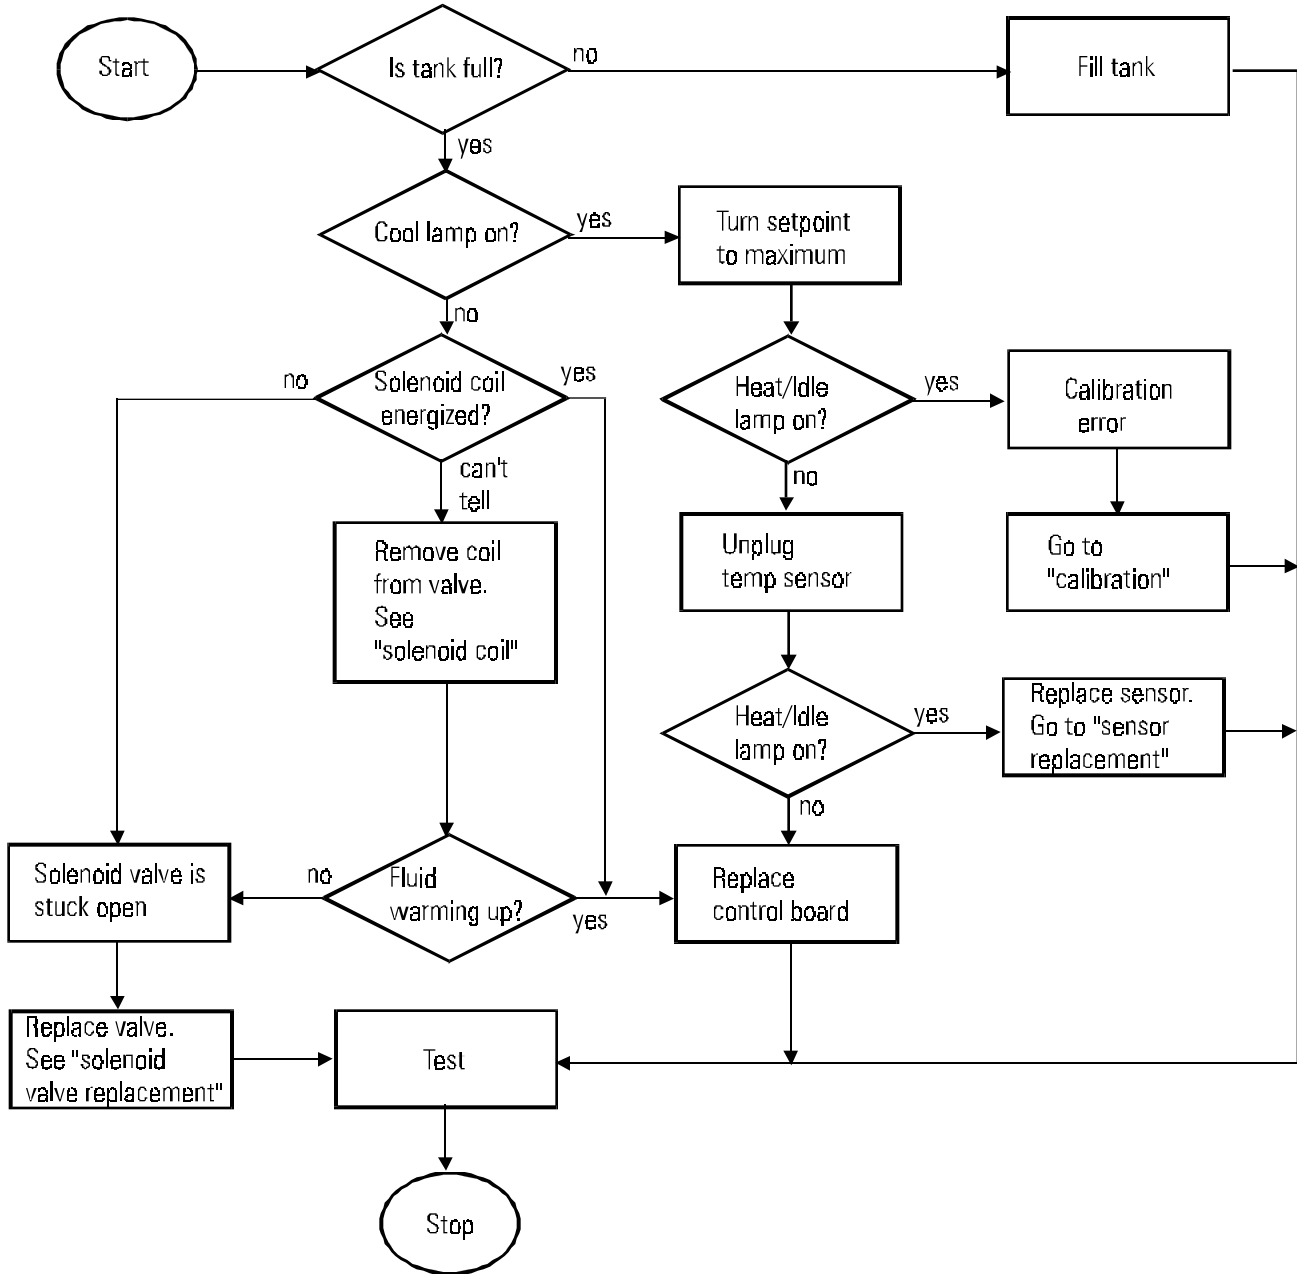 Start
Is tank full?
no
Fill tank
yes
Cool lamp on?
yes
Turn setpoint
to maximum
no
Solenoid coil
energized?
no
yes
can't
tell
Heat/Idle
lamp on?
yes
Calibration
error
no
Remove coil
from valve.
See
"solenoid coil"
Unplug
temp sensor
Go to
"calibration"
Heat/Idle
lamp on?
yes
Replace sensor.
Go to "sensor
replacement"
no
Solenoid valve is
stuck open
no
Fluid
warming up?
yes
Replace
control board
Replace valve.
See "solenoid
valve replacement"
Test
Stop